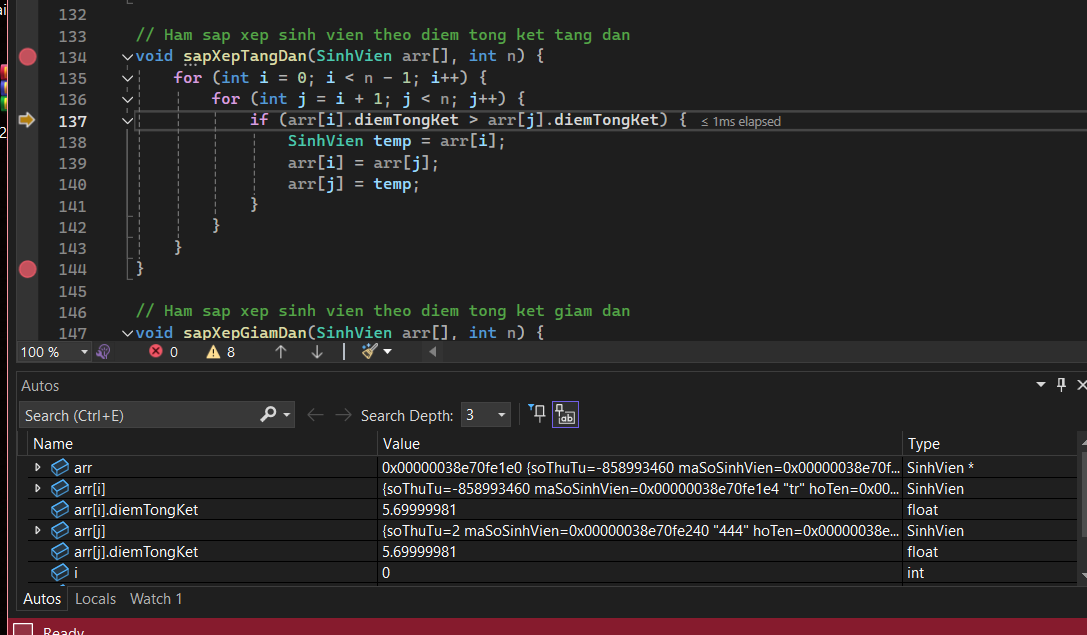 132
133 // Ham sap xep sinh vien theo diem tong ket tang dan
134 void sapXepTangDan(SinhVien arr[], int n) {
135 for (int i = 0; i < n - 1; i++) {
136 for (int j = i + 1; j < n; j++) {
137 if (arr[i].diemTongKet > arr[j].diemTongKet) { ≤ 1ms elapsed
138 SinhVien temp = arr[i];
139 arr[i] = arr[j];
140 arr[j] = temp;
141 }
142 }
143 }
144 }
145
146 // Ham sap xep sinh vien theo diem tong ket giam dan
147 void sapXepGiamDan(SinhVien arr[], int n) {
100 % 0 8
Autos
Search (Ctrl+E) Search Depth: 3
Name Value Type
arr 0x00000038e70fe1e0 {soThuTu=-858993460 maSoSinhVien=0x00000038e70f... SinhVien *
arr[i] {soThuTu=-858993460 maSoSinhVien=0x00000038e70fe1e4 "tr" hoTen=0x00... SinhVien
arr[i].diemTongKet 5.69999981 float
arr[j] {soThuTu=2 maSoSinhVien=0x00000038e70fe240 "444" hoTen=0x00000038e... SinhVien
arr[j].diemTongKet 5.69999981 float
i 0 int
Autos Locals Watch 1
Ready